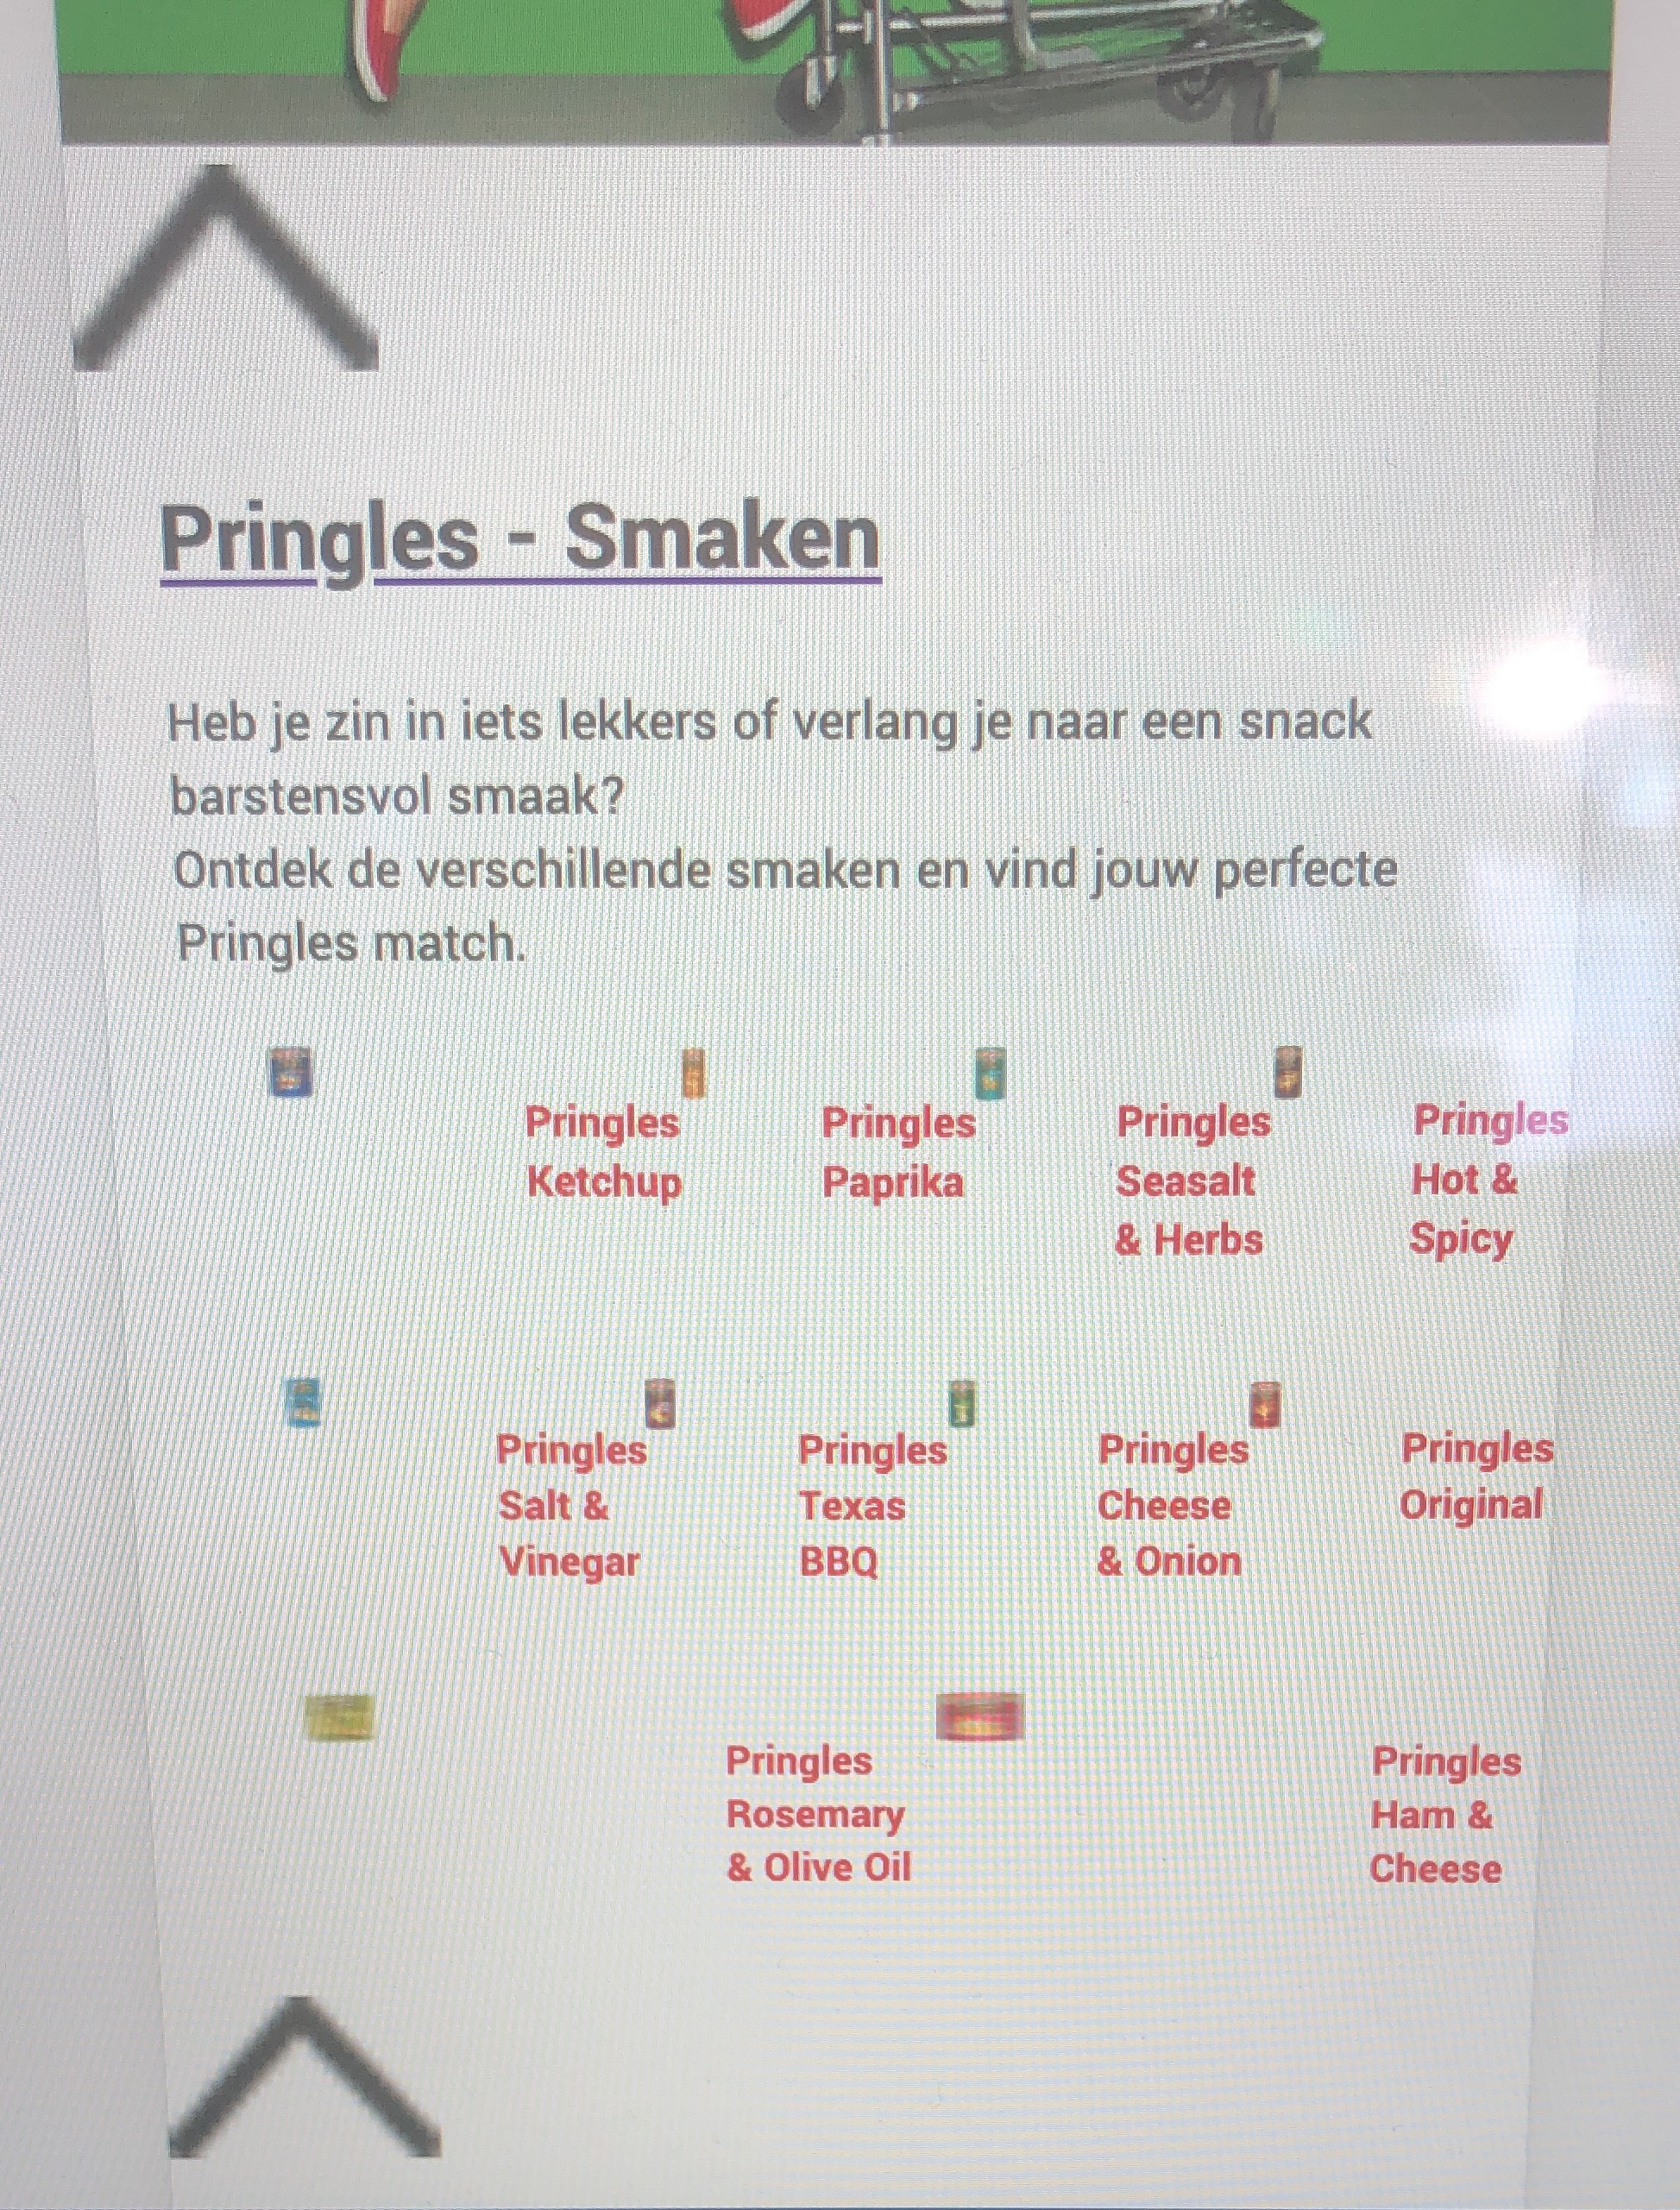 Pringles - Smaken
Heb je zin in iets lekkers of verlang je naar een snack
barstensvol smaak?
Ontdek de verschillende smaken en vind jouw perfecte
Pringles match.
Pringles
Ketchup
Pringles
Paprika
Pringles
Seasalt
& Herbs
Pringles
Hot &
Spicy
Pringles
Salt &
Vinegar
Pringles
Texas
BBQ
Pringles
Cheese
& Onion
Pringles
Original
Pringles
Rosemary
& Olive Oil
Pringles
Ham &
Cheese